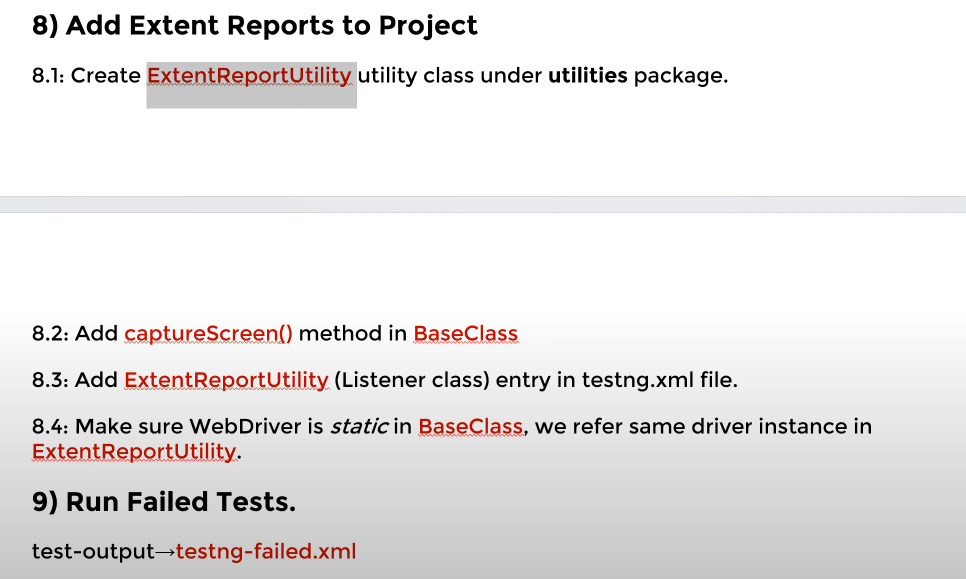 8) Add Extent Reports to Project
8.1: Create ExtentReportUtility utility class under utilities package.
8.2: Add captureScreen() method in BaseClass
8.3: Add ExtentReportUtility (Listener class) entry in testng.xml file.
8.4: Make sure WebDriver is static in BaseClass, we refer same driver instance in
ExtentReportUtility.
9) Run Failed Tests.
test-output→testng-failed.xml